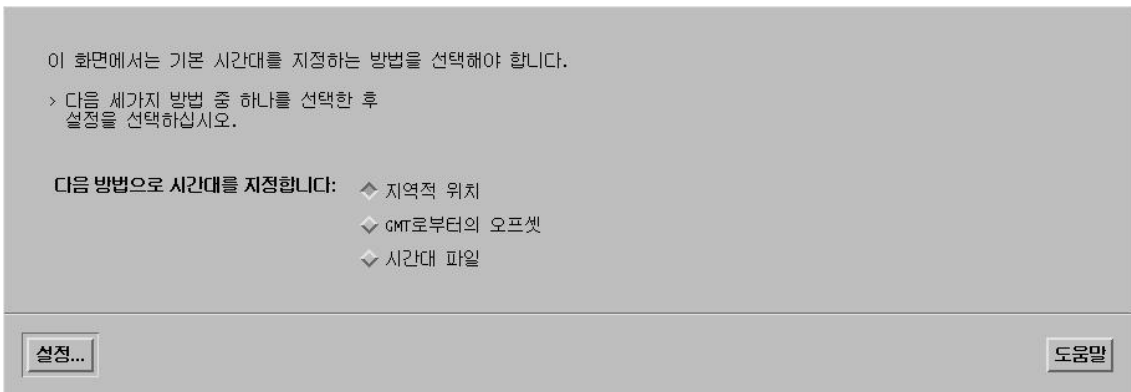 이 화면에서는 기본 시간대를 지정하는 방법을 선택해야 합니다.
> 다음 세가지 방법 중 하나를 선택한 후
설정을 선택하십시오.
다음 방법으로 시간대를 지정합니다:
지역적 위치
GMT로부터의 오프셋
시간대 파일
설정...
도움말